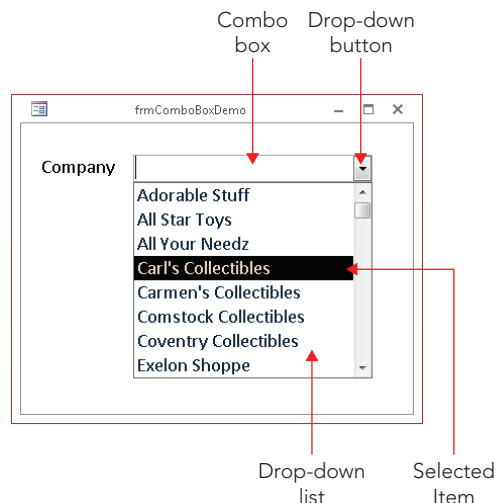 Combo
box
Drop-down
button
frmComboBoxDemo
Company
Adorable Stuff
All Star Toys
All Your Needz
Carl's Collectibles
Carmen's Collectibles
Comstock Collectibles
Coventry Collectibles
Exelon Shoppe
Drop-down
list
Selected
Item